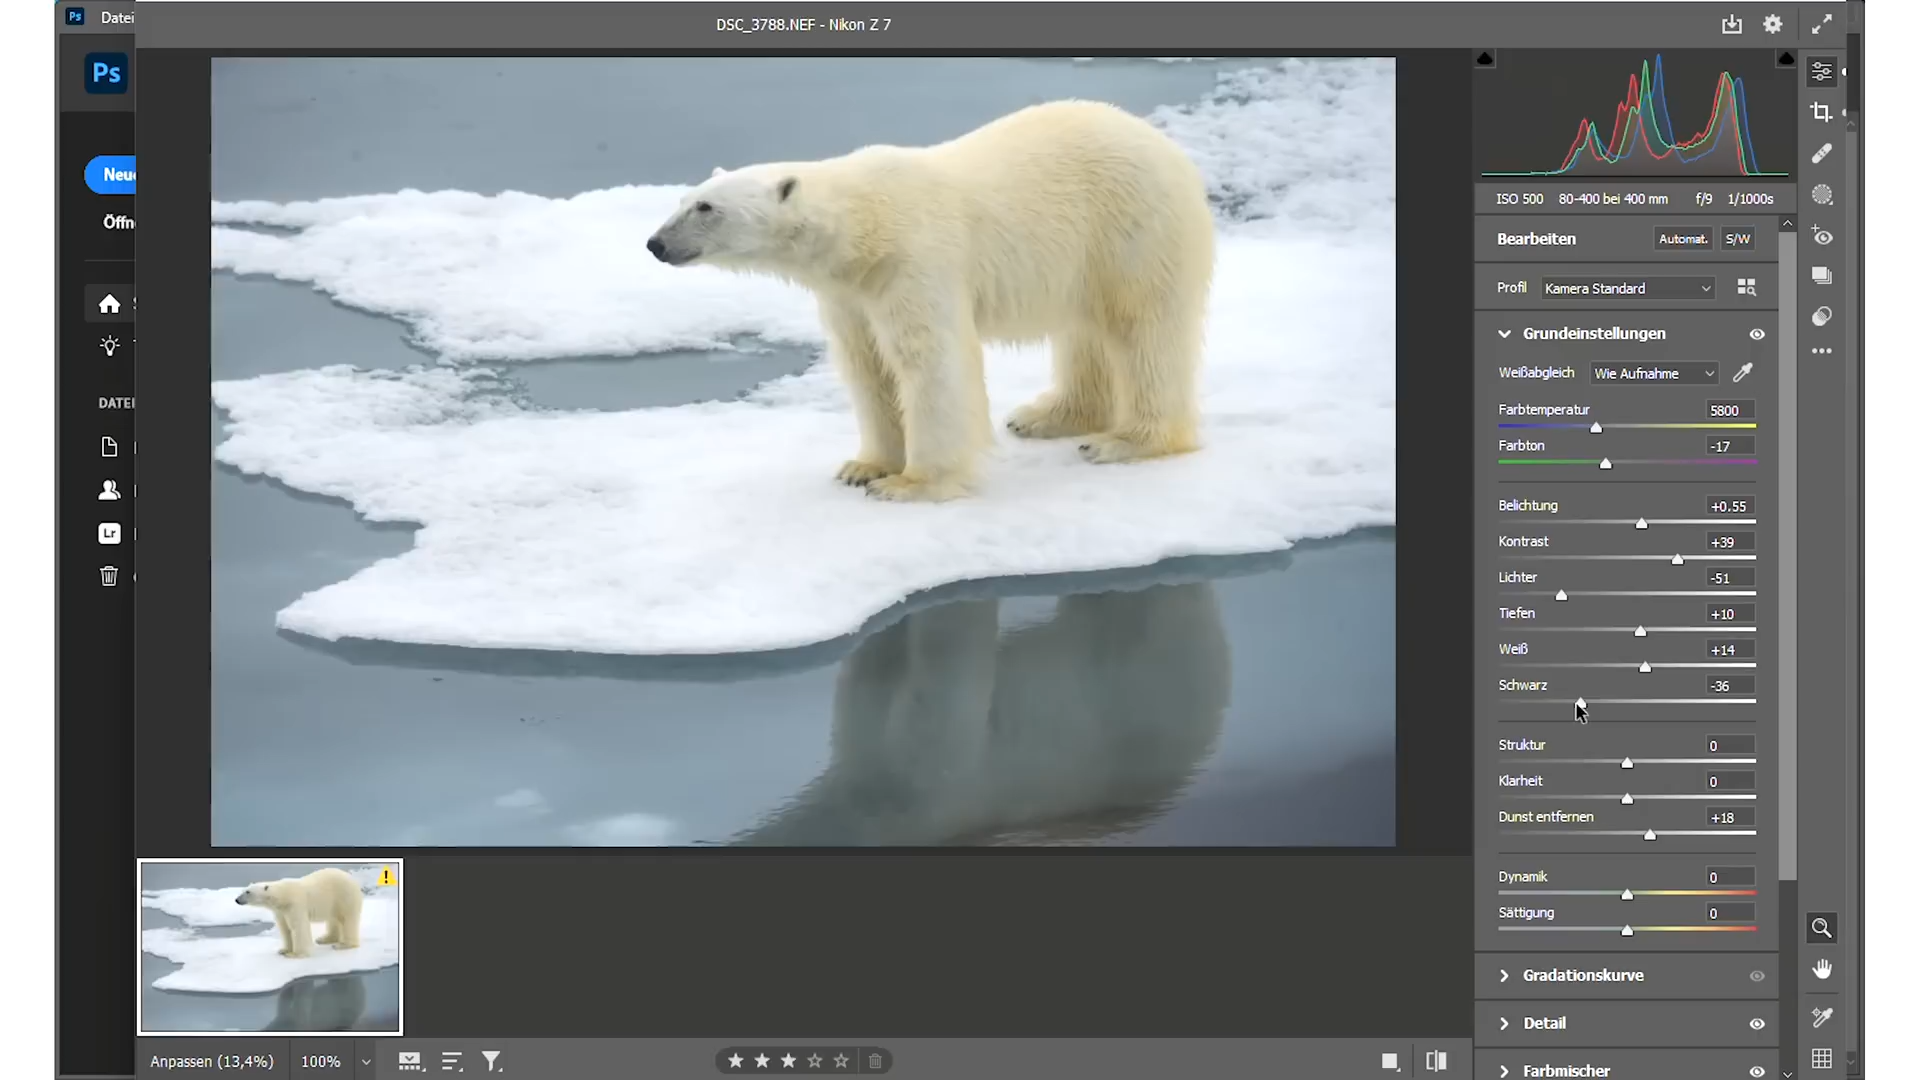 Ps Datei
DSC_3788.NEF - Nikon Z 7
Ps
Neue
Öffn
DATEI
Lr
ISO 500 80-400 bei 400 mm f/9 1/1000s
Bearbeiten Automat. S/W
Profil Kamera Standard
Grundeinstellungen
Weißabgleich Wie Aufnahme
Farbtemperatur 5800
Farbton -17
Belichtung +0.55
Kontrast +39
Lichter -51
Tiefen +10
Weiß +14
Schwarz -36
Struktur 0
Klarheit 0
Dunst entfernen +18
Dynamik 0
Sättigung 0
Gradationskurve
Detail
Farbmischer
Anpassen (13,4%) 100%